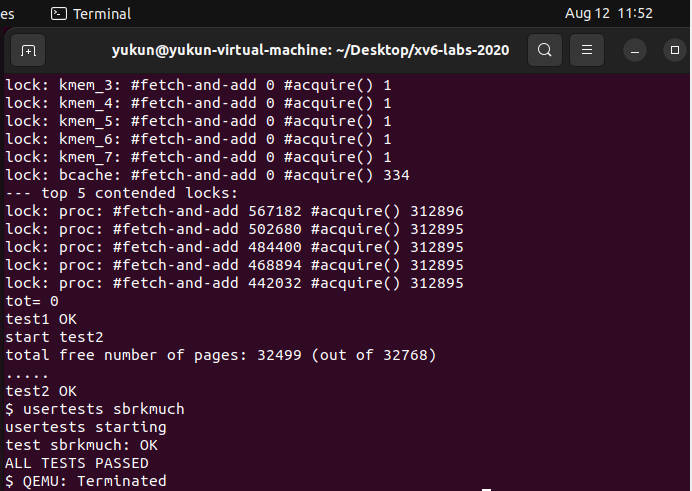 es Terminal Aug 12 11:52
yukun@yukun-virtual-machine: ~/Desktop/xv6-labs-2020
lock: kmem_3: #fetch-and-add 0 #acquire() 1
lock: kmem_4: #fetch-and-add 0 #acquire() 1
lock: kmem_5: #fetch-and-add 0 #acquire() 1
lock: kmem_6: #fetch-and-add 0 #acquire() 1
lock: kmem_7: #fetch-and-add 0 #acquire() 1
lock: bcache: #fetch-and-add 0 #acquire() 334
--- top 5 contended locks:
lock: proc: #fetch-and-add 567182 #acquire() 312896
lock: proc: #fetch-and-add 502680 #acquire() 312895
lock: proc: #fetch-and-add 484400 #acquire() 312895
lock: proc: #fetch-and-add 468894 #acquire() 312895
lock: proc: #fetch-and-add 442032 #acquire() 312895
tot= 0
test1 OK
start test2
total free number of pages: 32499 (out of 32768)
.....
test2 OK
$ usertests sbrkmuch
usertests starting
test sbrkmuch: OK
ALL TESTS PASSED
$ QEMU: Terminated